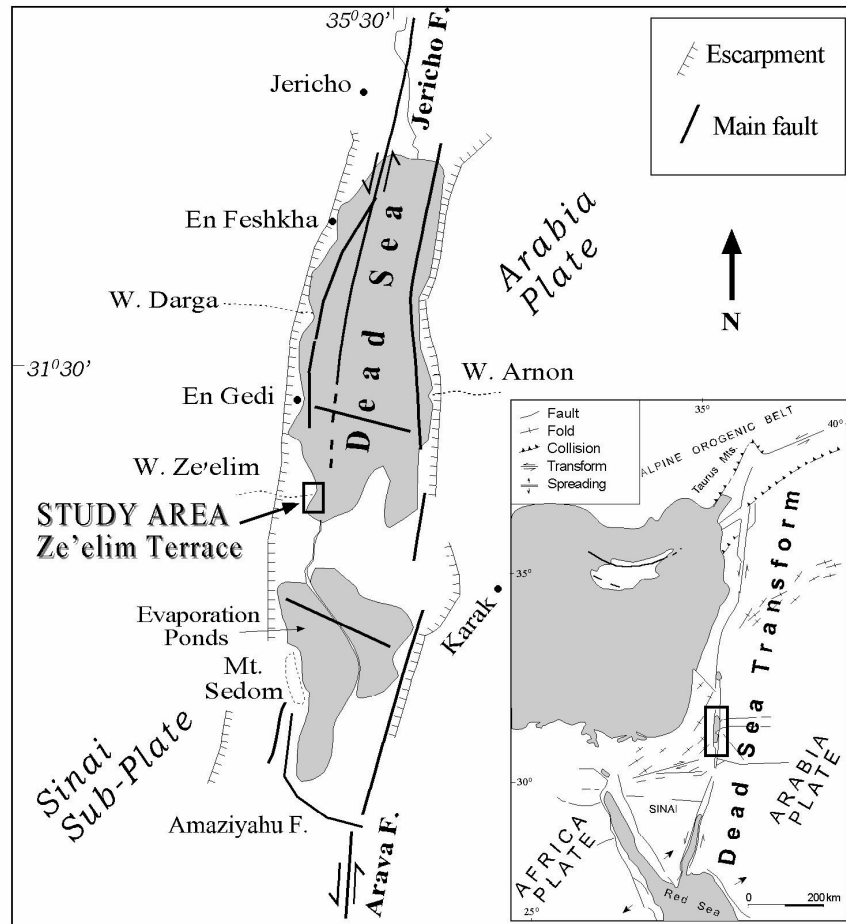 35°30'
Jericho F.
Jericho
Escarpment
Main fault
En Feshkha
Dead Sea
Arabia
Plate
N
W. Darga
31°30'
En Gedi
W. Arnon
W. Ze'elim
STUDY AREA
Ze'elim Terrace
Evaporation
Ponds
Karak
Mt.
Sedom
Sinai
Sub-Plate
Amaziyahu F.
Arava F.
35°
Fault
Fold
Collision
Transform
Spreading
ALPINE OROGENIC BELT
40°
Taurus Mts.
35°
Dead Sea Transform
30°
SINAI
ARABIA
PLATE
AFRICA
PLATE
Red Sea
25°
0 200 km